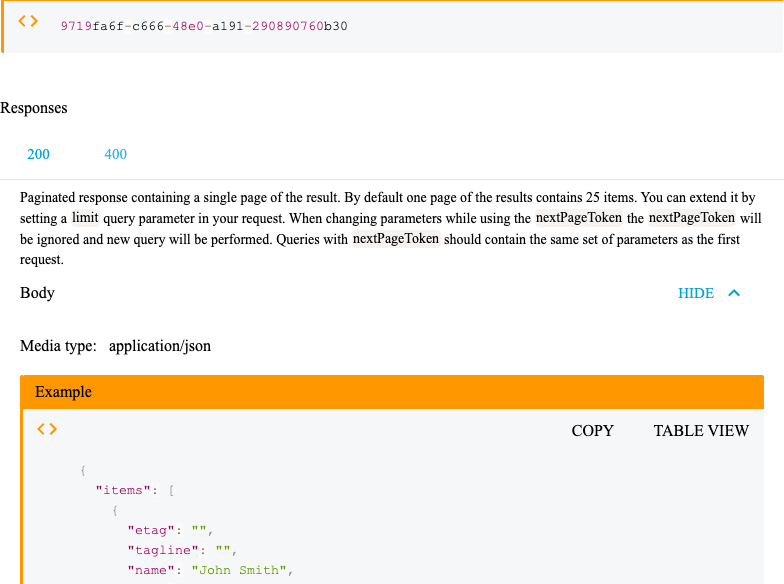 <> 9719fa6f-c666-48e0-a191-290890760b30
Responses
200 400
Paginated response containing a single page of the result. By default one page of the results contains 25 items. You can extend it by
setting a limit query parameter in your request. When changing parameters while using the nextPageToken the nextPageToken will
be ignored and new query will be performed. Queries with nextPageToken should contain the same set of parameters as the first
request.
Body HIDE
Media type: application/json
Example
<> COPY TABLE VIEW
{
"items": [
{
"etag": "",
"tagline": "",
"name": "John Smith",